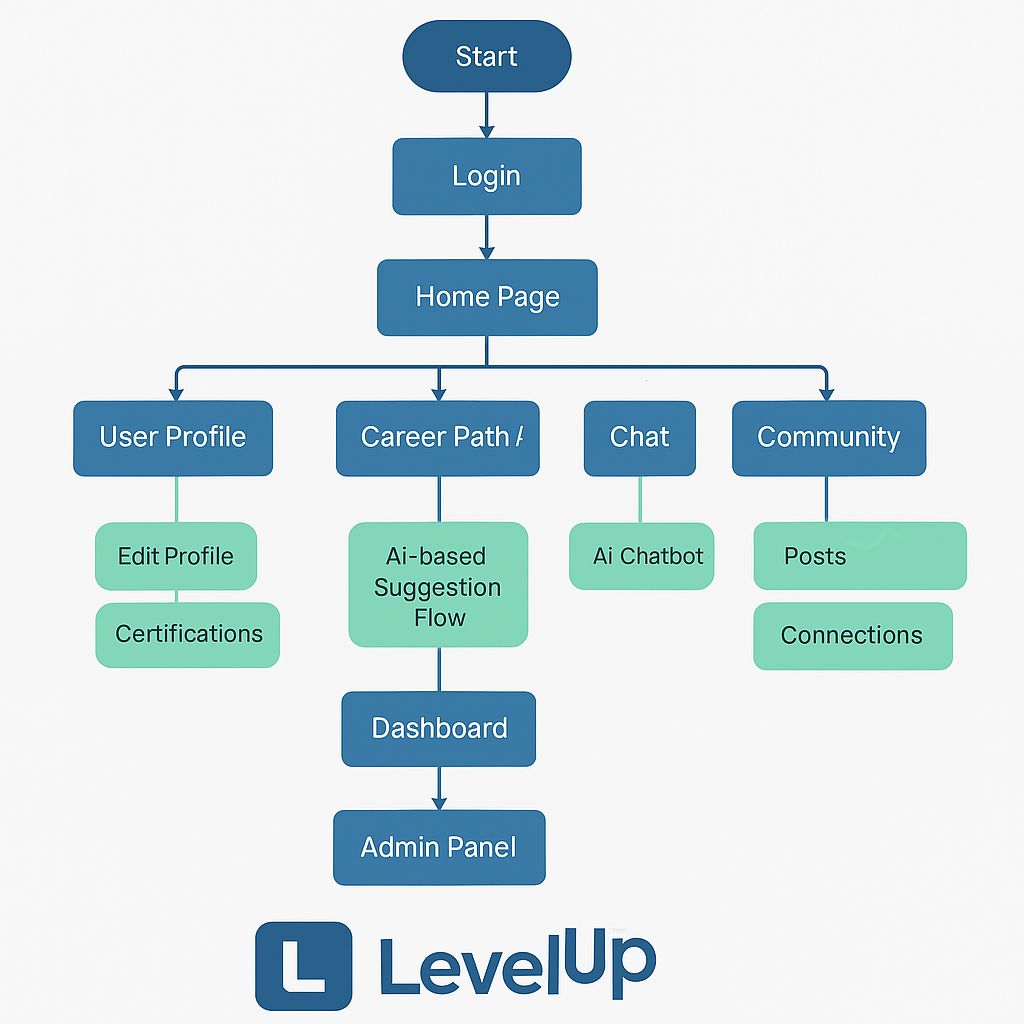 Start
Login
Home Page
User Profile
Career Path
Chat
Community
Edit Profile
Certifications
Ai-based
Suggestion
Flow
Ai Chatbot
Posts
Connections
Dashboard
Admin Panel
L
LevelUp